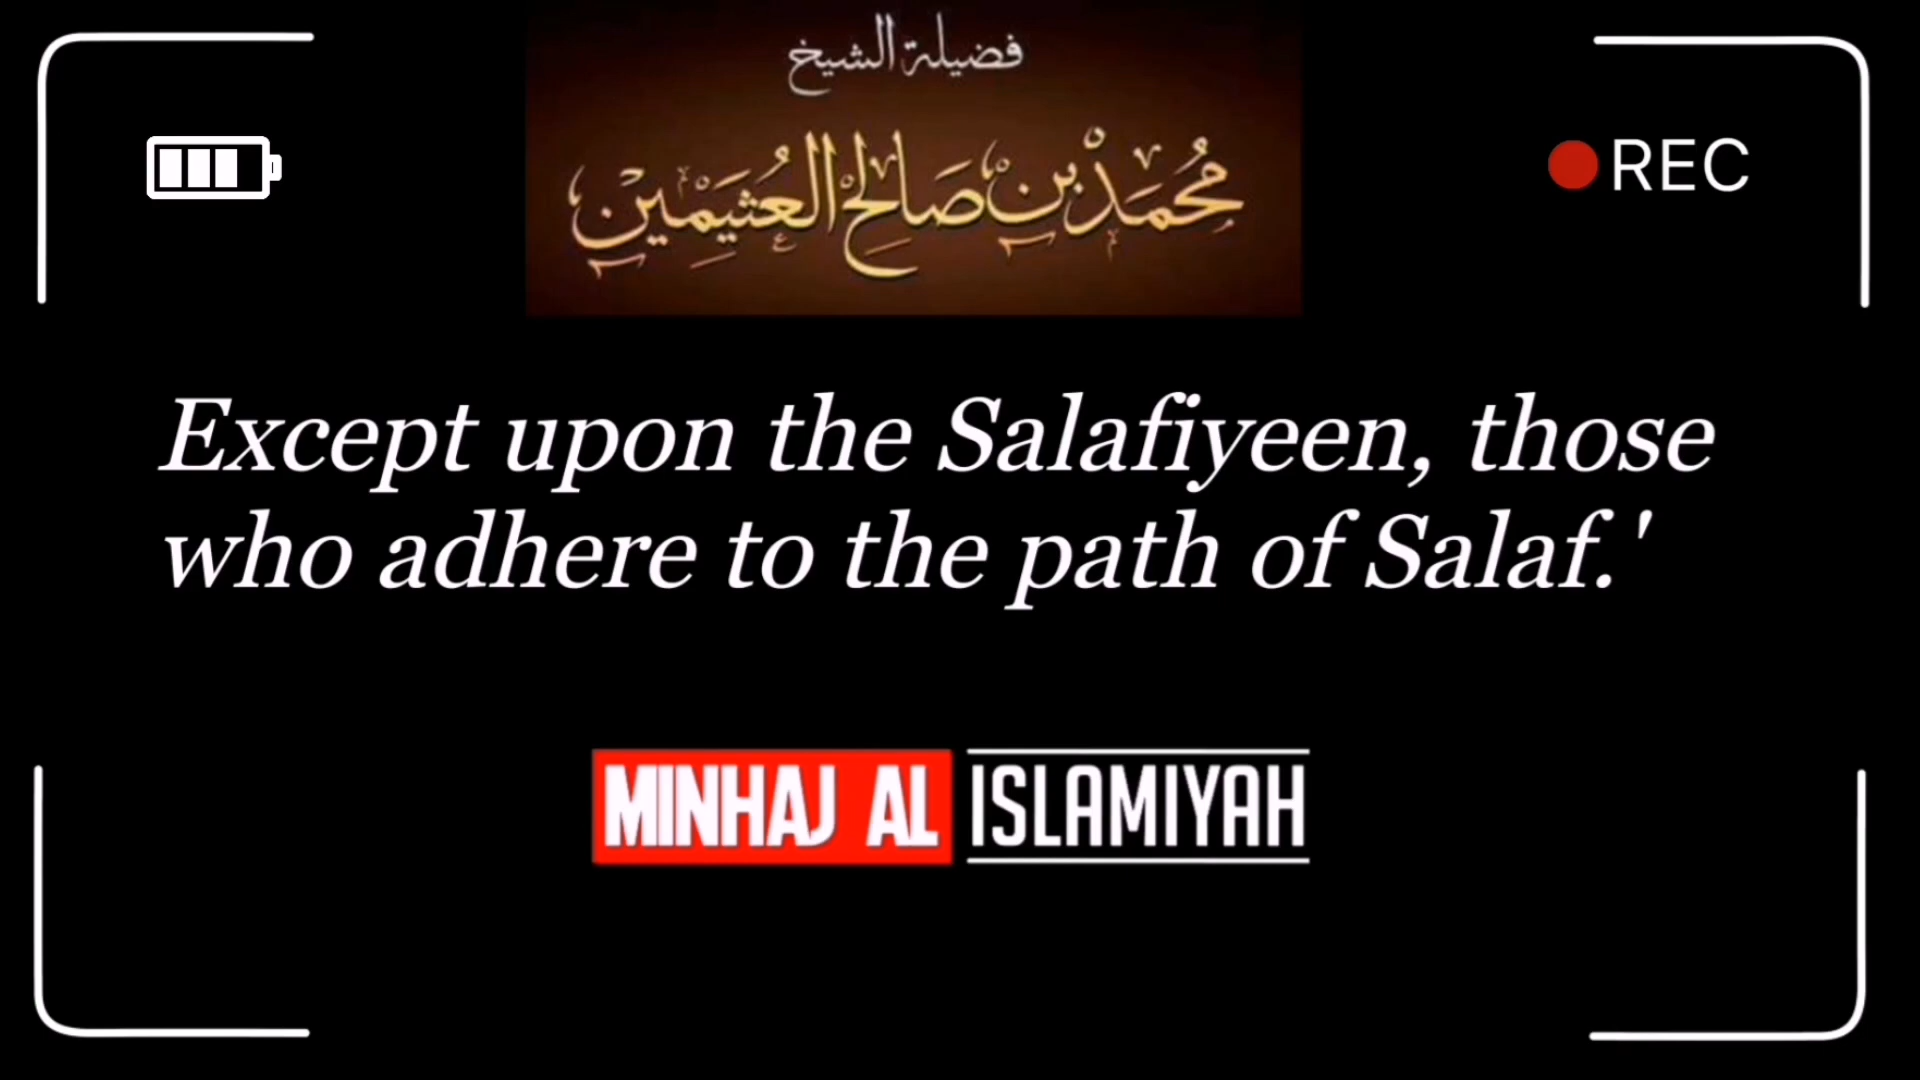 فضيلة الشيخ
محمد بن صالح العثيمين
REC
Except upon the Salafiyeen, those
who adhere to the path of Salaf.'
MINHAJ AL ISLAMIYAH